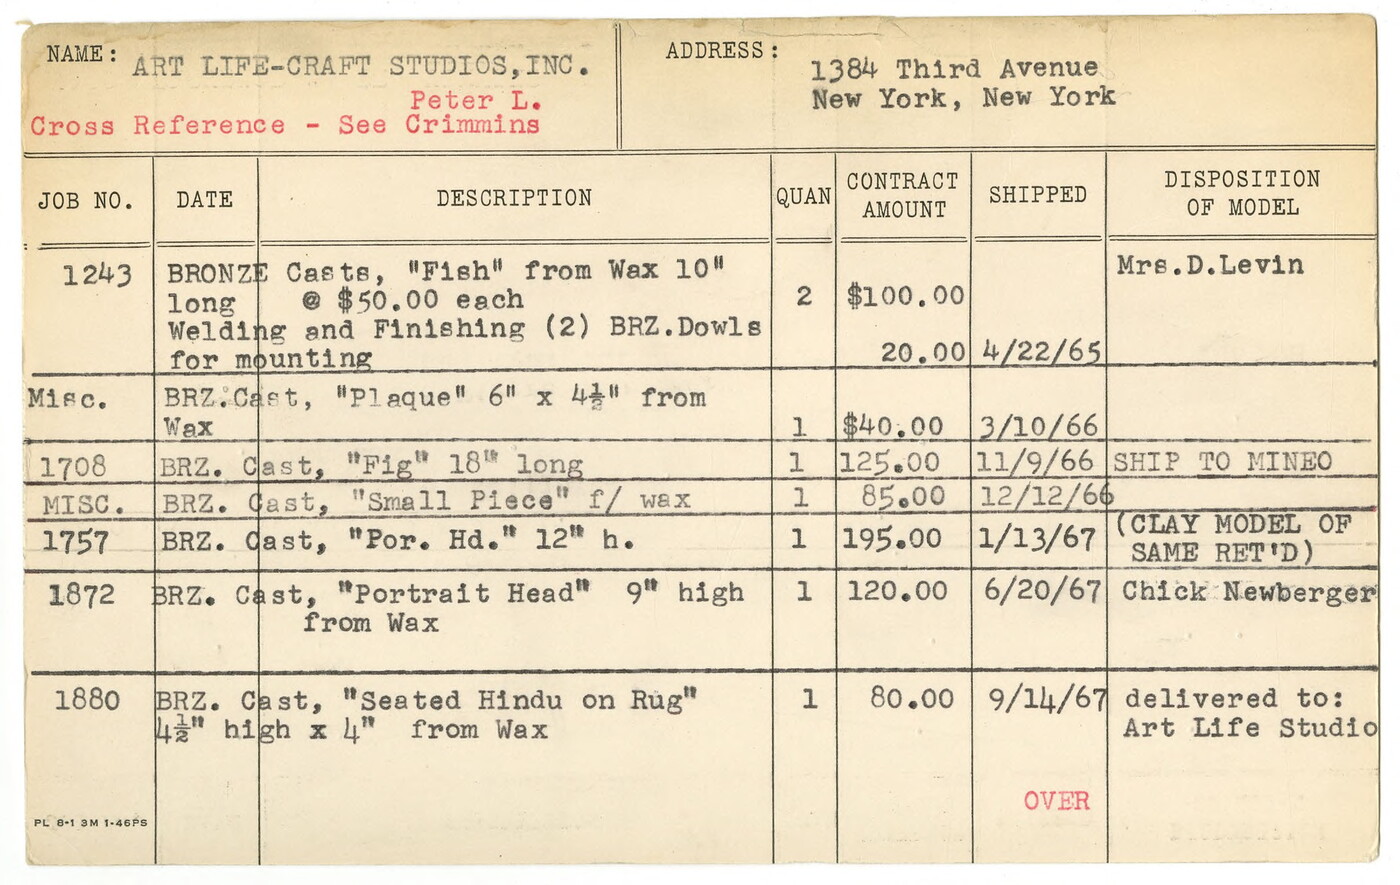 NAME: ART LIFE-CRAFT STUDIOS,INC.
Peter L.
Cross Reference - See Crimmins
ADDRESS: 1384 Third Avenue
New York, New York
JOB NO. DATE DESCRIPTION QUAN CONTRACT AMOUNT SHIPPED DISPOSITION OF MODEL
1243 BRONZE Casts, "Fish" from Wax 10" Mrs.D.Levin
long @ $50.00 each 2 $100.00
Welding and Finishing (2) BRZ.Dowls
for mounting 20.00 4/22/65
Misc. BRZ.Cast, "Plaque" 6" x 4½" from
Wax 1 $40.00 3/10/66
1708 BRZ. Cast, "Fig" 18" long 1 125.00 11/9/66 SHIP TO MINEO
MISC. BRZ. Cast, "Small Piece" f/ wax 1 85.00 12/12/66
1757 BRZ. Cast, "Por. Hd." 12" h. 1 195.00 1/13/67 (CLAY MODEL OF
SAME RET'D)
1872 BRZ. Cast, "Portrait Head" 9" high 1 120.00 6/20/67 Chick Newberger
from Wax
1880 BRZ. Cast, "Seated Hindu on Rug" 1 80.00 9/14/67 delivered to:
4½" high x 4" from Wax Art Life Studio
OVER
PL 8-1 3M 1-46PS